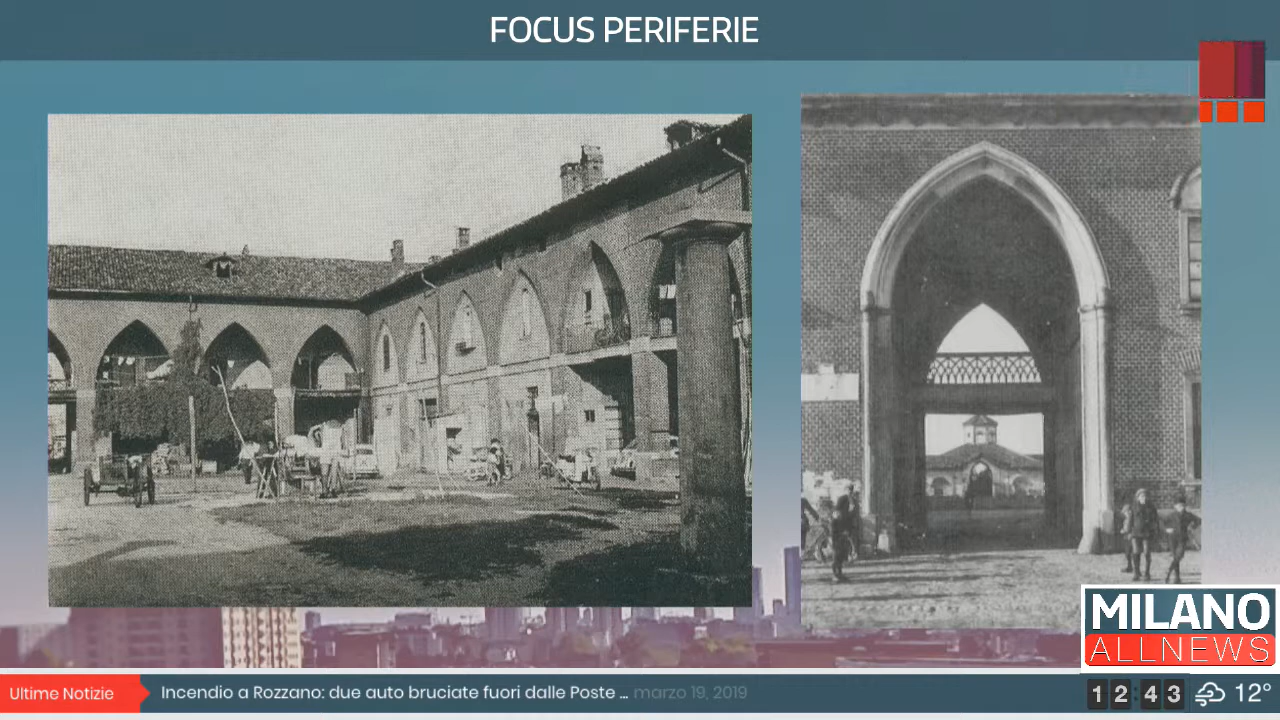 FOCUS PERIFERIE
MILANO
ALLNEWS
Ultime Notizie
Incendio a Rozzano: due auto bruciate fuori dalle Poste ... marzo 19, 2019
12:43
12°